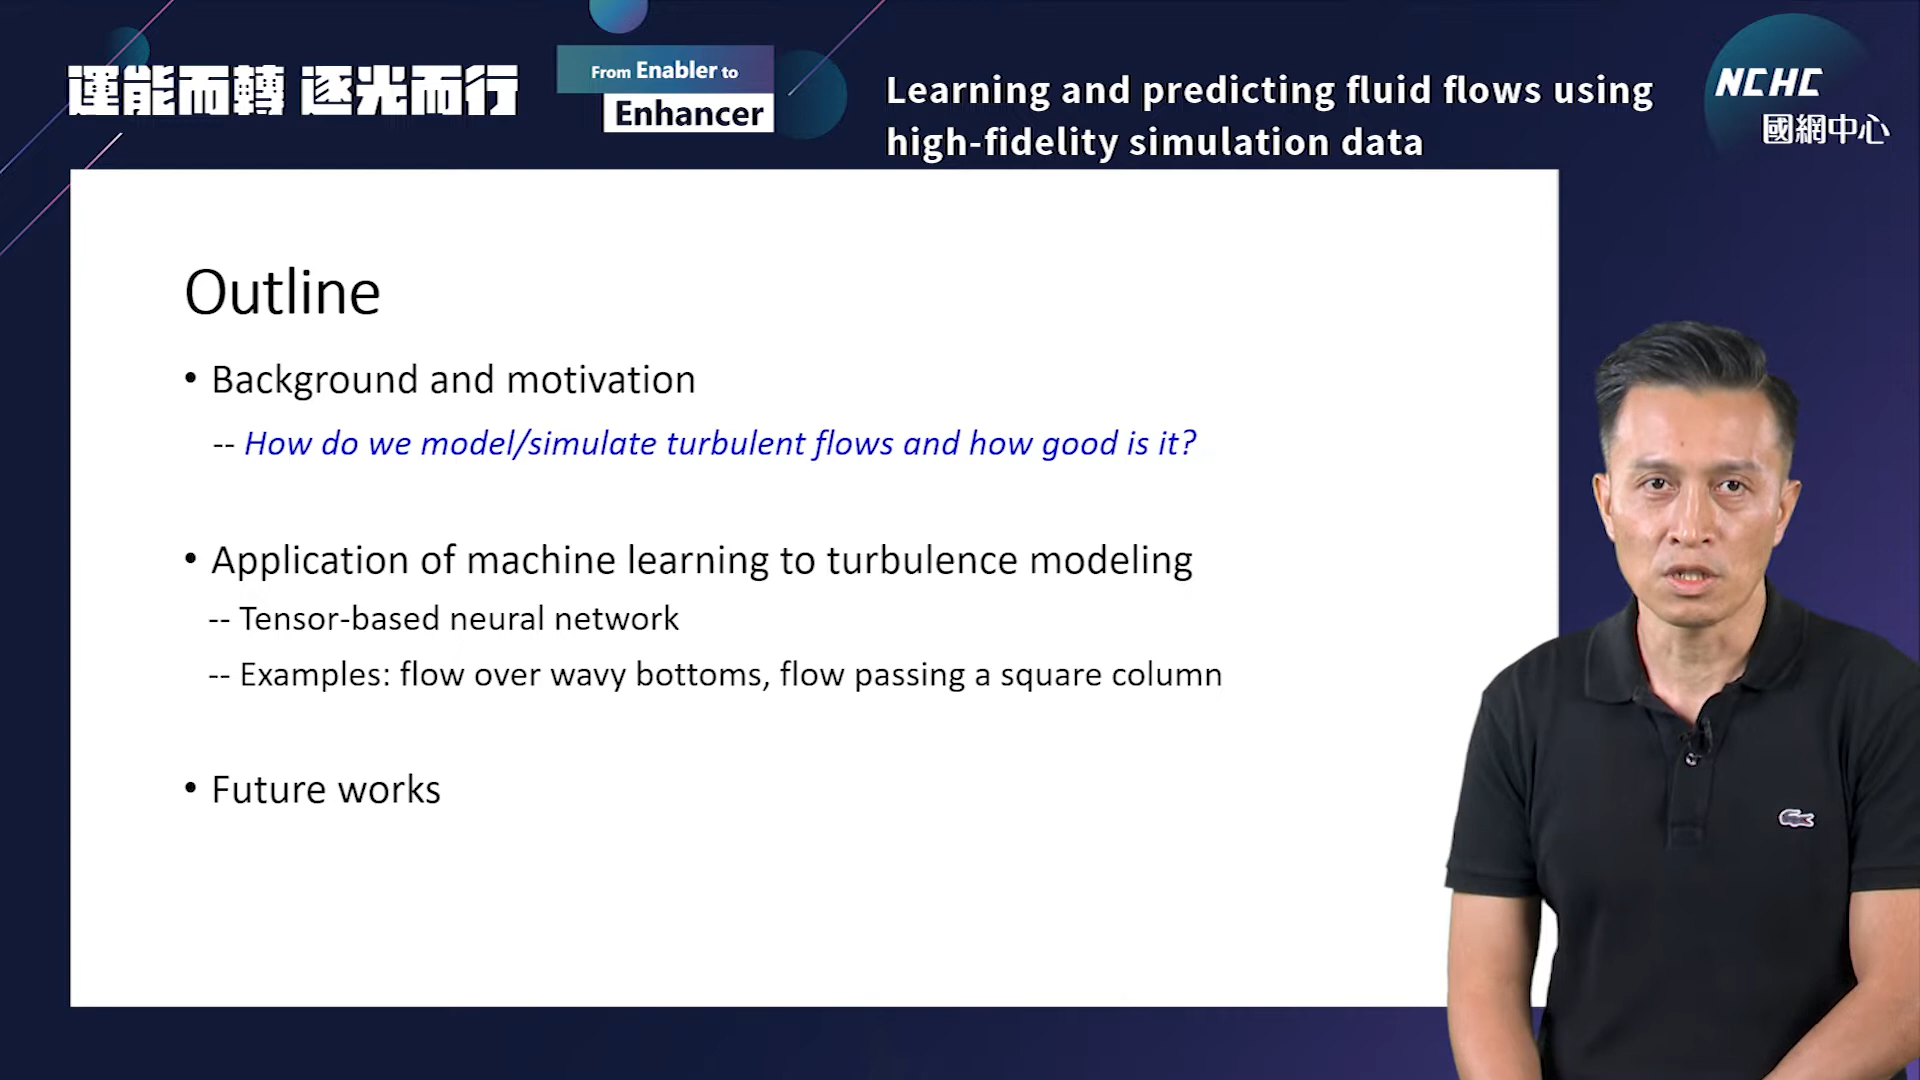 運能而轉 逐光而行
From Enabler to
Enhancer
Learning and predicting fluid flows using
high-fidelity simulation data
NCHC
國網中心
Outline
• Background and motivation
-- How do we model/simulate turbulent flows and how good is it?
• Application of machine learning to turbulence modeling
-- Tensor-based neural network
-- Examples: flow over wavy bottoms, flow passing a square column
• Future works